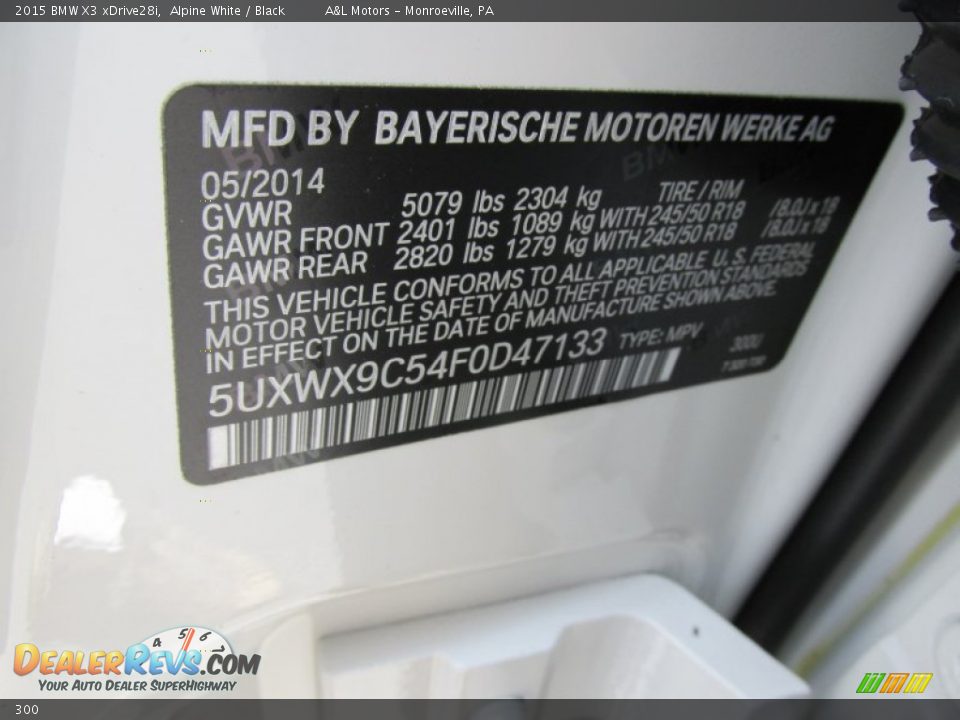 2015 BMW X3 xDrive28i, Alpine White / Black A&L Motors - Monroeville, PA
MFD BY BAYERISCHE MOTOREN WERKE AG
05/2014
GVWR 5079 lbs 2304 kg TIRE / RIM
GAWR FRONT 2401 lbs 1089 kg WITH 245/50 R18 / 8.0J x 18
GAWR REAR 2820 lbs 1279 kg WITH 245/50 R18 / 8.0J x 18
THIS VEHICLE CONFORMS TO ALL APPLICABLE U. S. FEDERAL
MOTOR VEHICLE SAFETY AND THEFT PREVENTION STANDARDS
IN EFFECT ON THE DATE OF MANUFACTURE SHOWN ABOVE.
5UXWX9C54F0D47133 TYPE: MPV 300U
4 5 6
DEALERREVS.COM
YOUR AUTO DEALER SUPERHIGHWAY
300